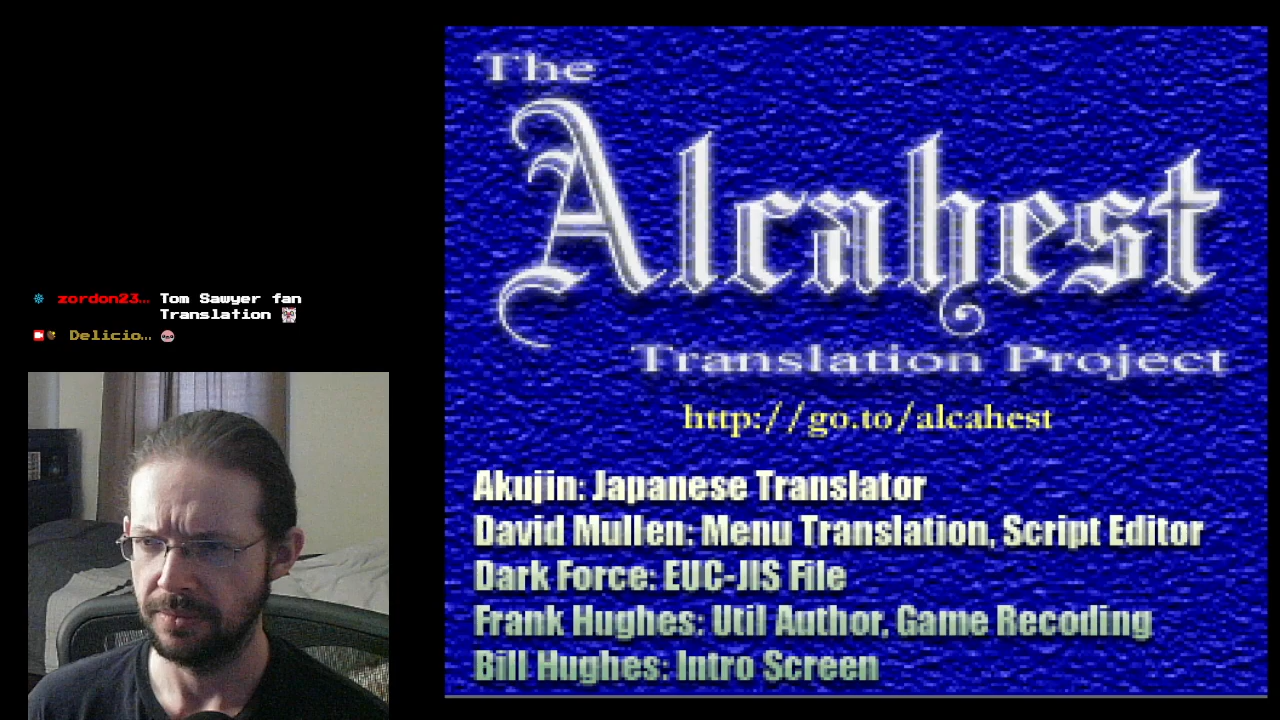 zordon23… Tom Sawyer fan
Translation
Delicio…
The
Alcahest
Translation Project
http://go.to/alcahest
Akujin: Japanese Translator
David Mullen: Menu Translation, Script Editor
Dark Force: EUC-JIS File
Frank Hughes: Util Author, Game Recoding
Bill Hughes: Intro Screen